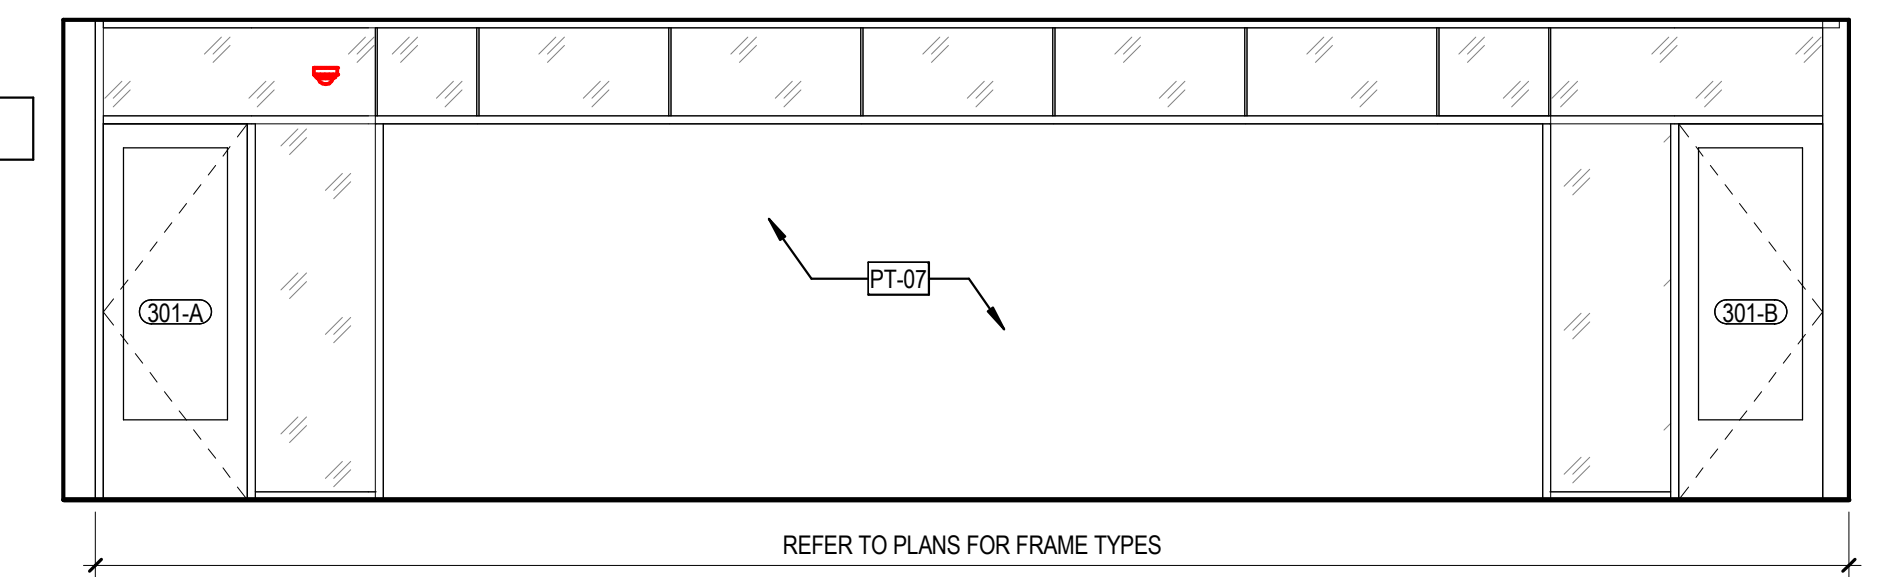 PT-07
301-A
301-B
REFER TO PLANS FOR FRAME TYPES